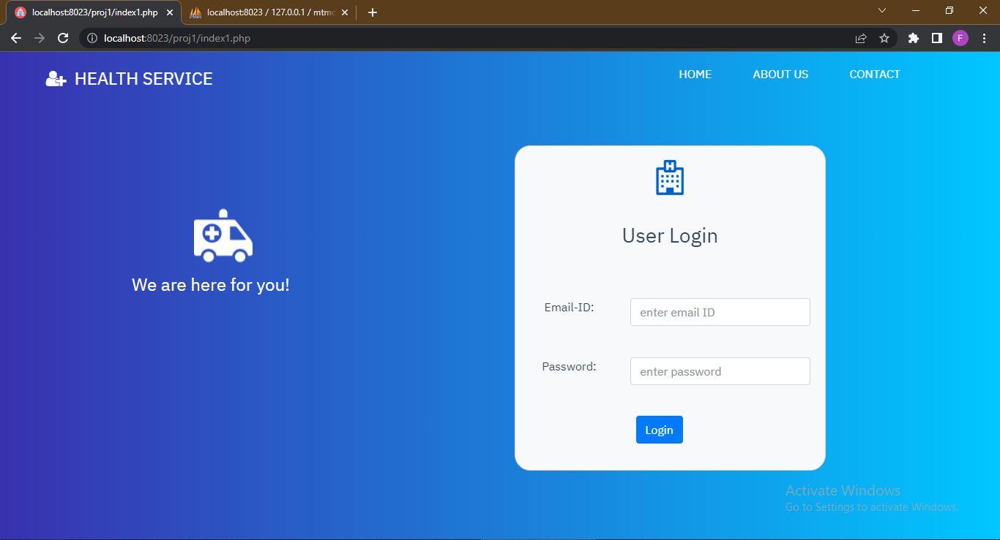 localhost:8023/proj1/index1.php
localhost:8023 / 127.0.0.1 / mtmc
localhost:8023/proj1/index1.php
F
HEALTH SERVICE
HOME
ABOUT US
CONTACT
H
User Login
We are here for you!
Email-ID:
enter email ID
Password:
enter password
Login
Activate Windows
Go to Settings to activate Windows.